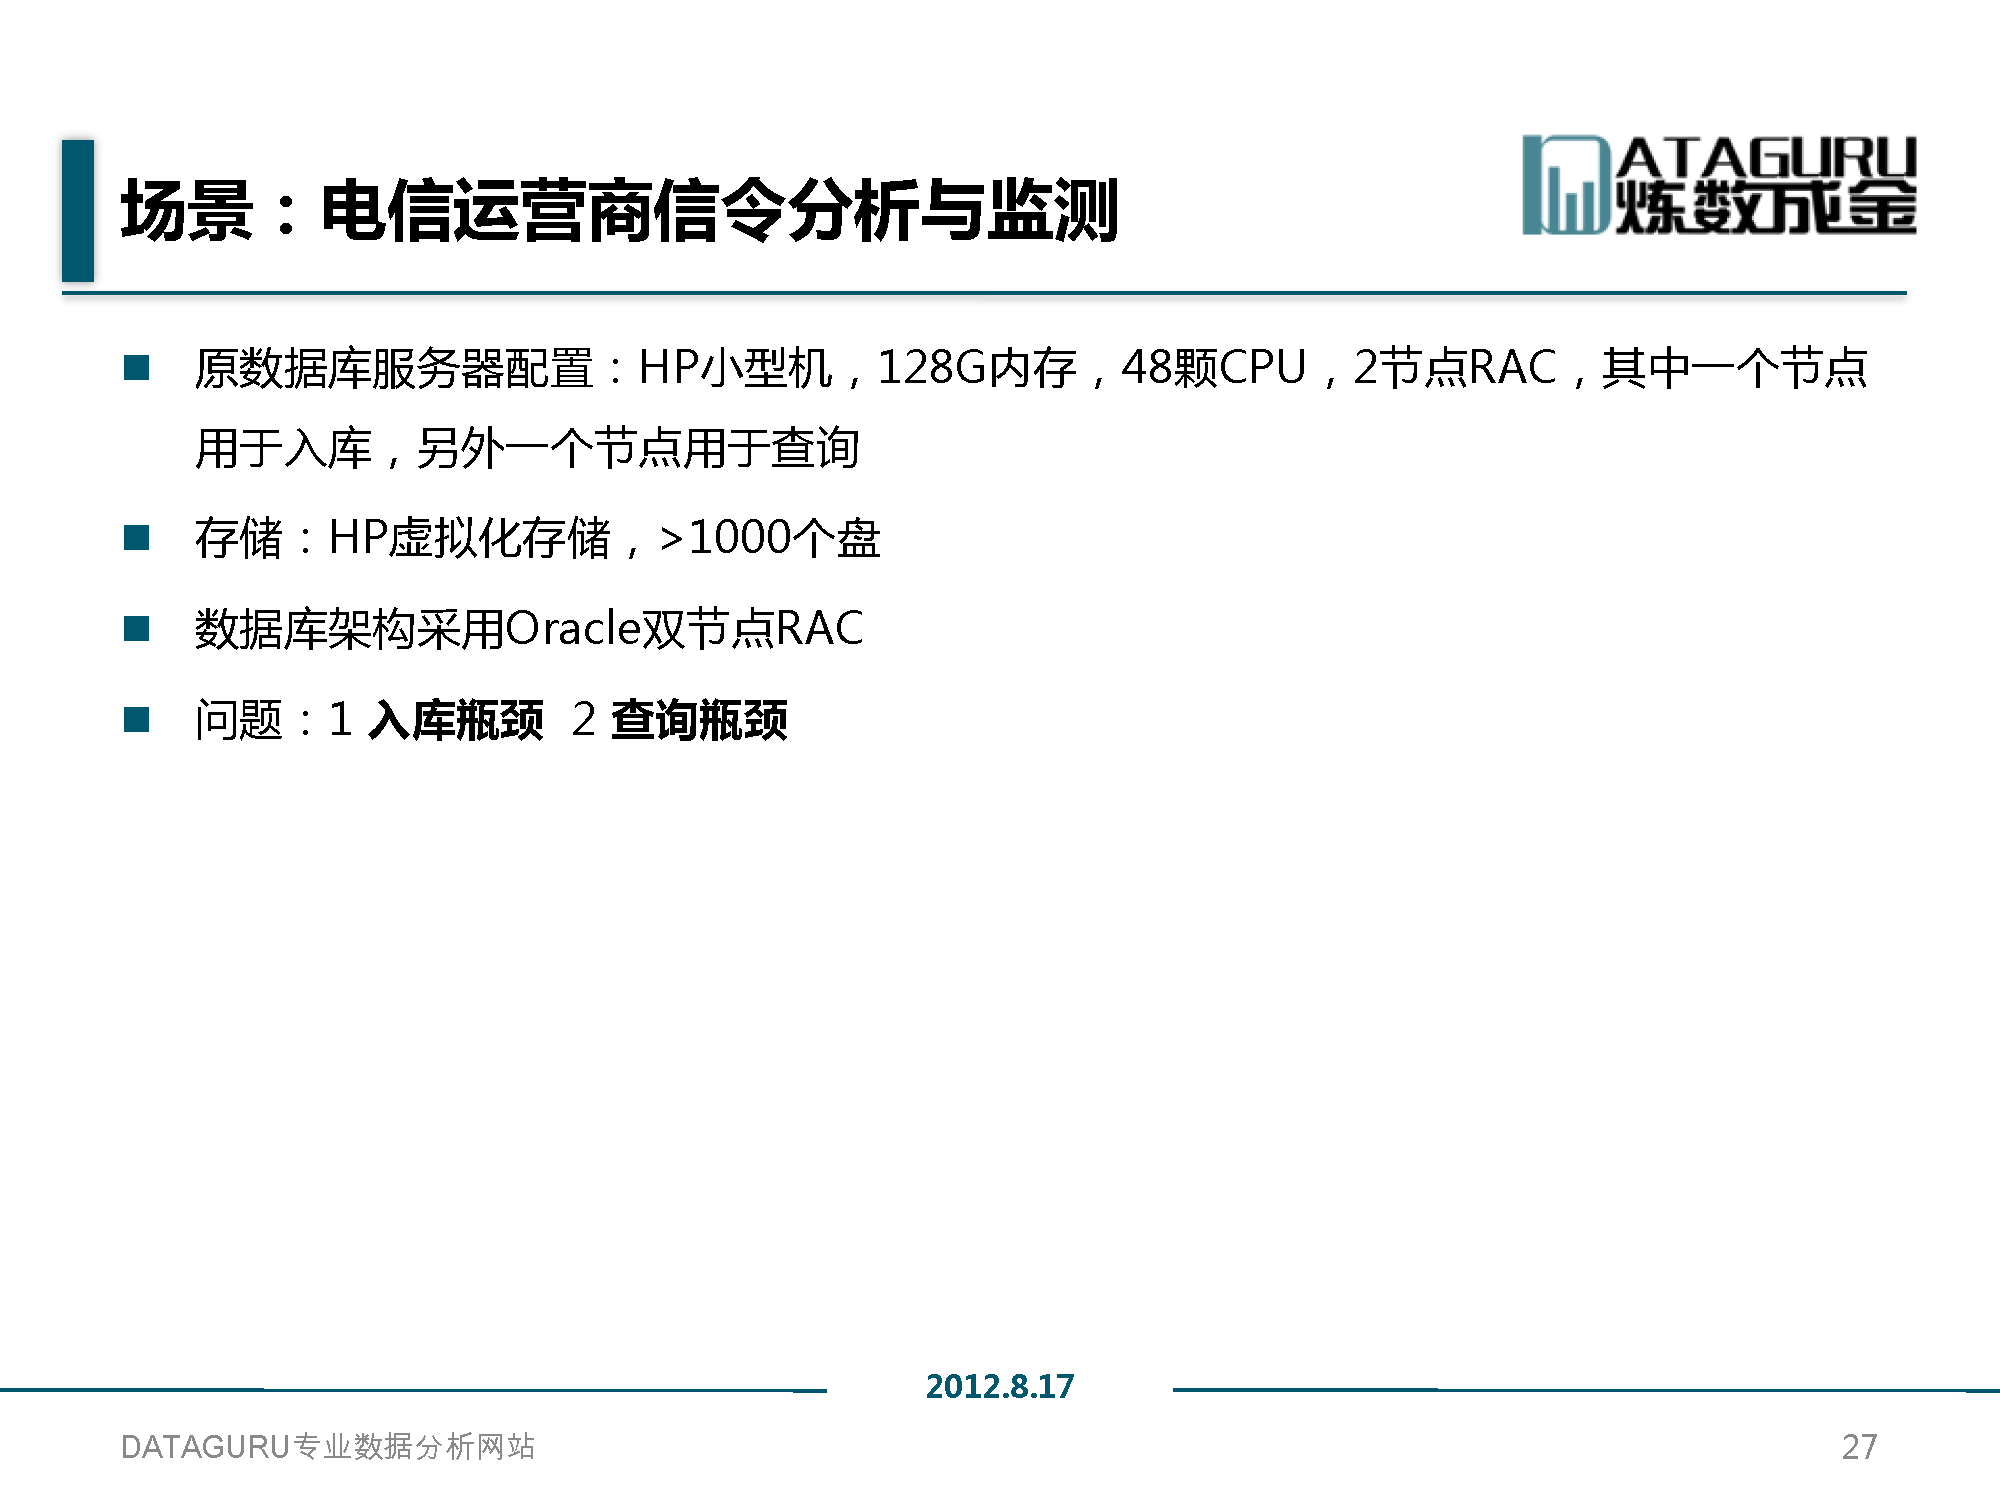 场景：电信运营商信令分析与监测
DATAGURU
炼数成金
■ 原数据库服务器配置：HP小型机，128G内存，48颗CPU，2节点RAC，其中一个节点
用于入库，另外一个节点用于查询
■ 存储：HP虚拟化存储，>1000个盘
■ 数据库架构采用Oracle双节点RAC
■ 问题：1 入库瓶颈 2 查询瓶颈
2012.8.17
DATAGURU专业数据分析网站
27